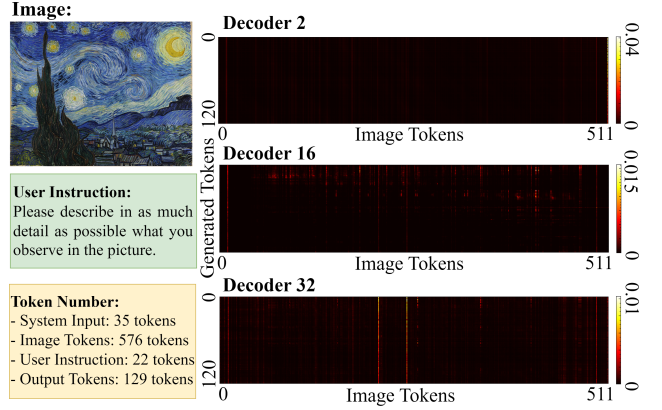 Image:
User Instruction:
Please describe in as much
detail as possible what you
observe in the picture.
Token Number:
- System Input: 35 tokens
- Image Tokens: 576 tokens
- User Instruction: 22 tokens
- Output Tokens: 129 tokens
Generated Tokens
Decoder 2
0
120
0
Image Tokens
511
0.04
0
Decoder 16
0
Image Tokens
511
0.015
0
Decoder 32
0
120
0
Image Tokens
511
0.01
0